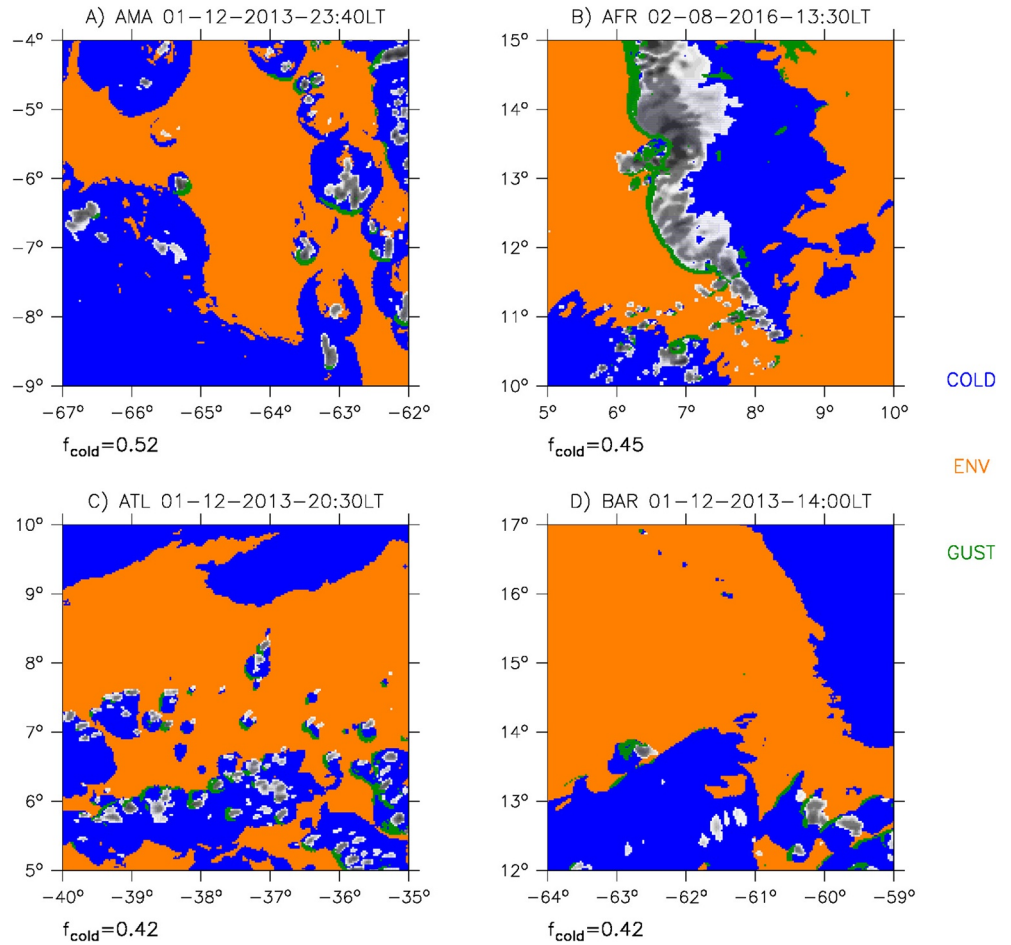 A) AMA 01-12-2013-23:40LT
B) AFR 02-08-2016-13:30LT
-4°
-5°
-6°
-7°
-8°
-9°
-67° -66° -65° -64° -63° -62°
15°
14°
13°
12°
11°
10°
5° 6° 7° 8° 9° 10°
fcold=0.52
fcold=0.45
COLD
ENV
GUST
C) ATL 01-12-2013-20:30LT
D) BAR 01-12-2013-14:00LT
10°
9°
8°
7°
6°
5°
-40° -39° -38° -37° -36° -35°
17°
16°
15°
14°
13°
12°
-64° -63° -62° -61° -60° -59°
fcold=0.42
fcold=0.42